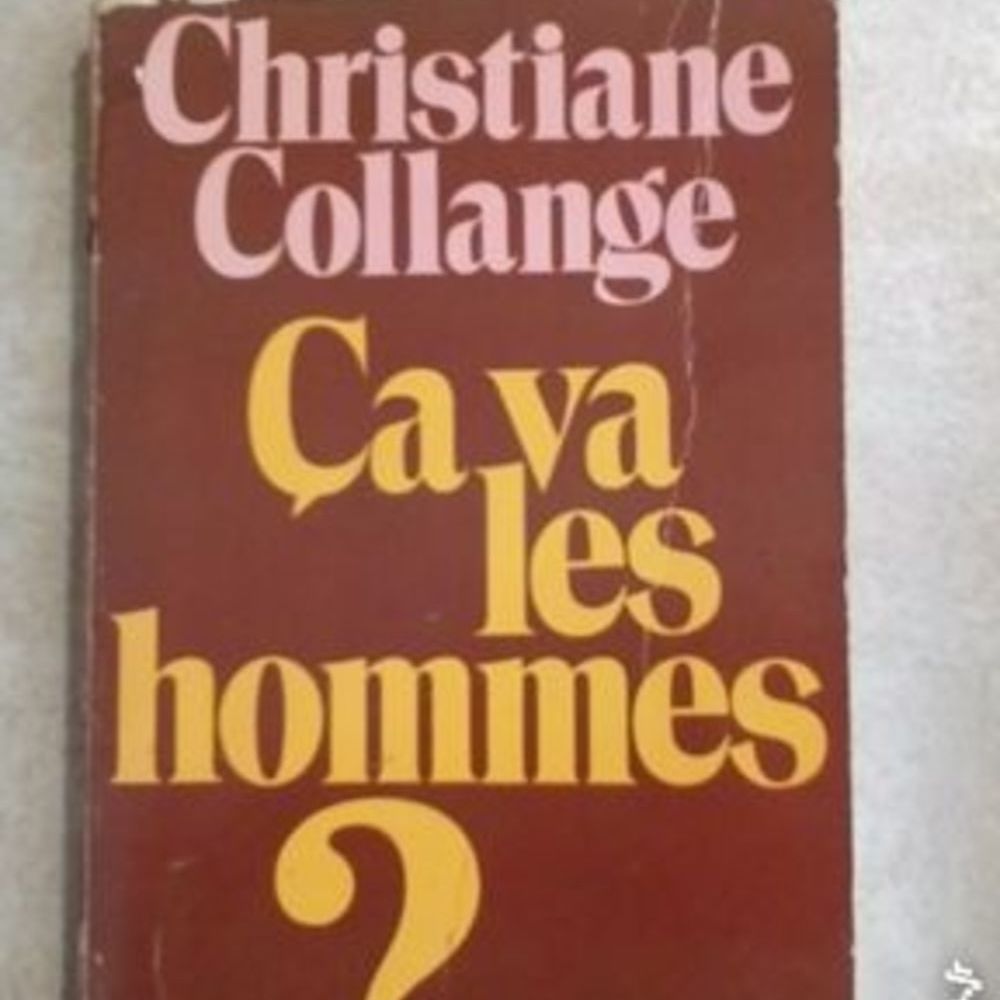 Christiane
Collange
Ça va
les
hommes
?